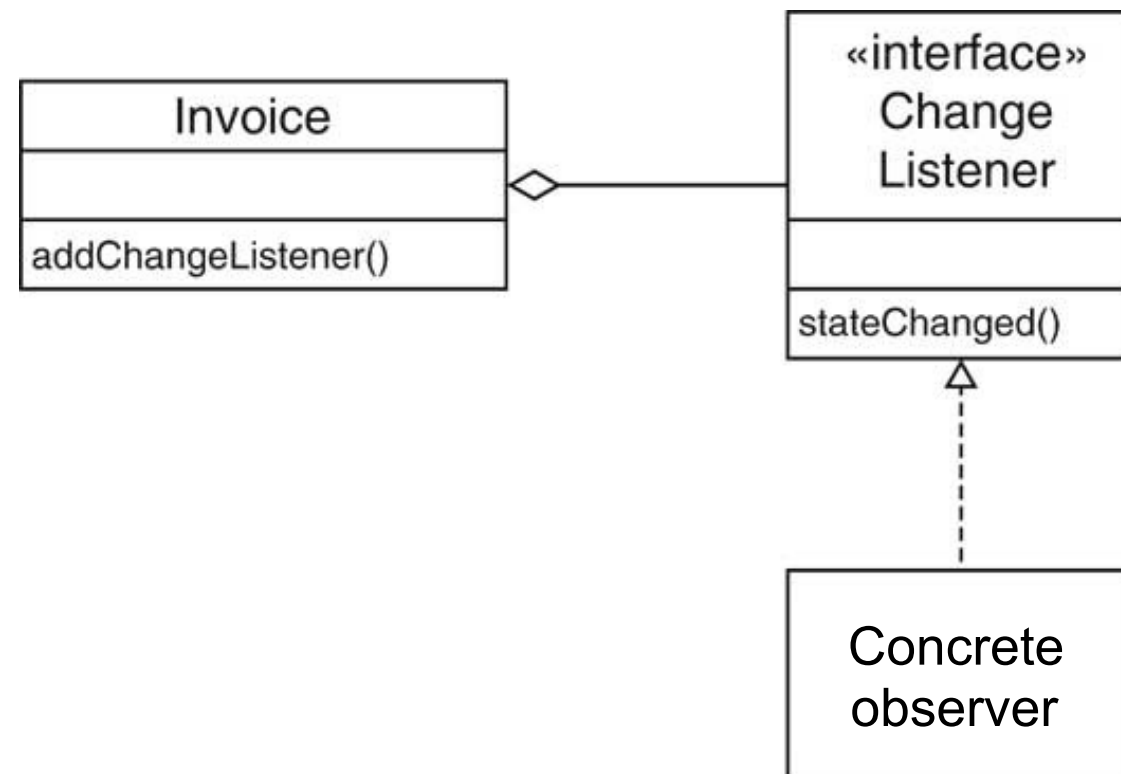 Invoice
addChangeListener()
«interface»
Change
Listener
stateChanged()
Concrete
observer